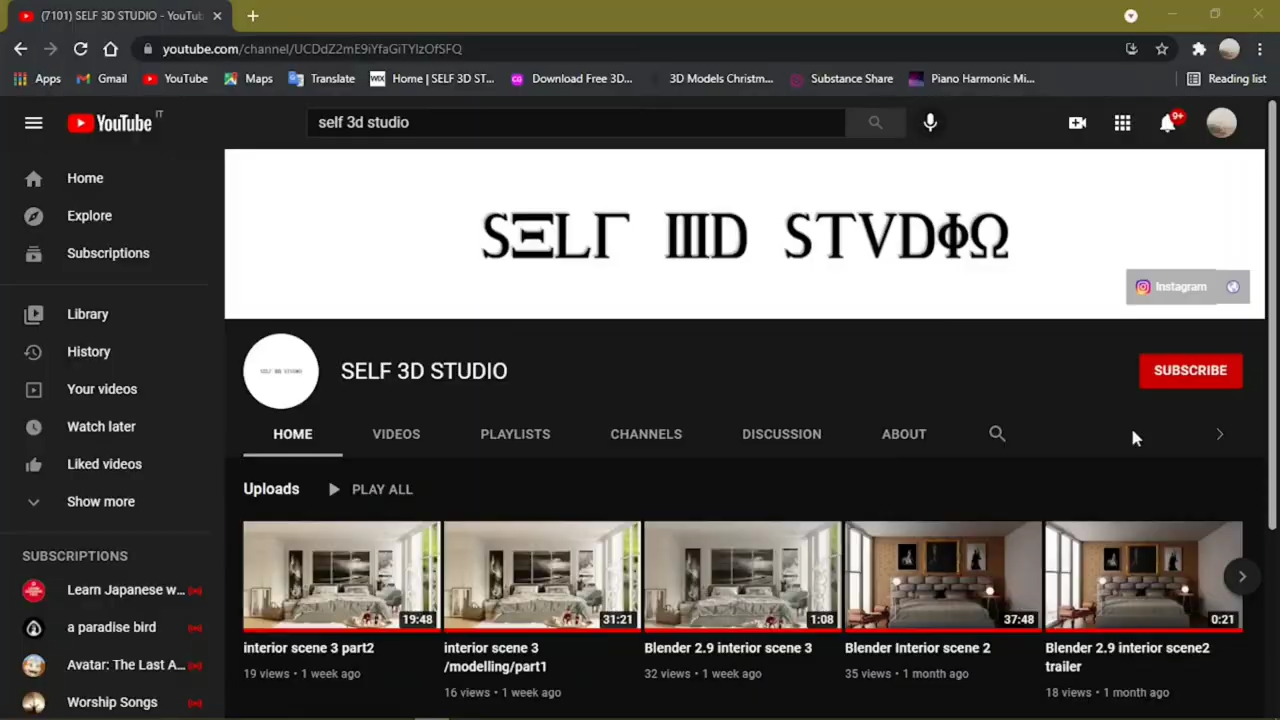 (7101) SELF 3D STUDIO - YouTub
youtube.com/channel/UCDdZ2mE9iYfaGiTYIzOfSFQ
Apps Gmail YouTube Maps Translate WIX Home | SELF 3D ST... CG Download Free 3D... 3D Models Christm... Substance Share Piano Harmonic Mi... Reading list
YouTube IT
self 3d studio
9+
Home
Explore
Subscriptions
Library
History
Your videos
Watch later
Liked videos
Show more
SUBSCRIPTIONS
Learn Japanese w...
a paradise bird
Avatar: The Last A...
Worship Songs
SΞLΓ IIID STVDΦΩ
Instagram
SELF IIID STVDIO
SELF 3D STUDIO
SUBSCRIBE
HOME VIDEOS PLAYLISTS CHANNELS DISCUSSION ABOUT
Uploads PLAY ALL
19:48 31:21 1:08 37:48 0:21
interior scene 3 part2
19 views • 1 week ago
interior scene 3
/modelling/part1
16 views • 1 week ago
Blender 2.9 interior scene 3
32 views • 1 week ago
Blender Interior scene 2
35 views • 1 month ago
Blender 2.9 interior scene2
trailer
18 views • 1 month ago